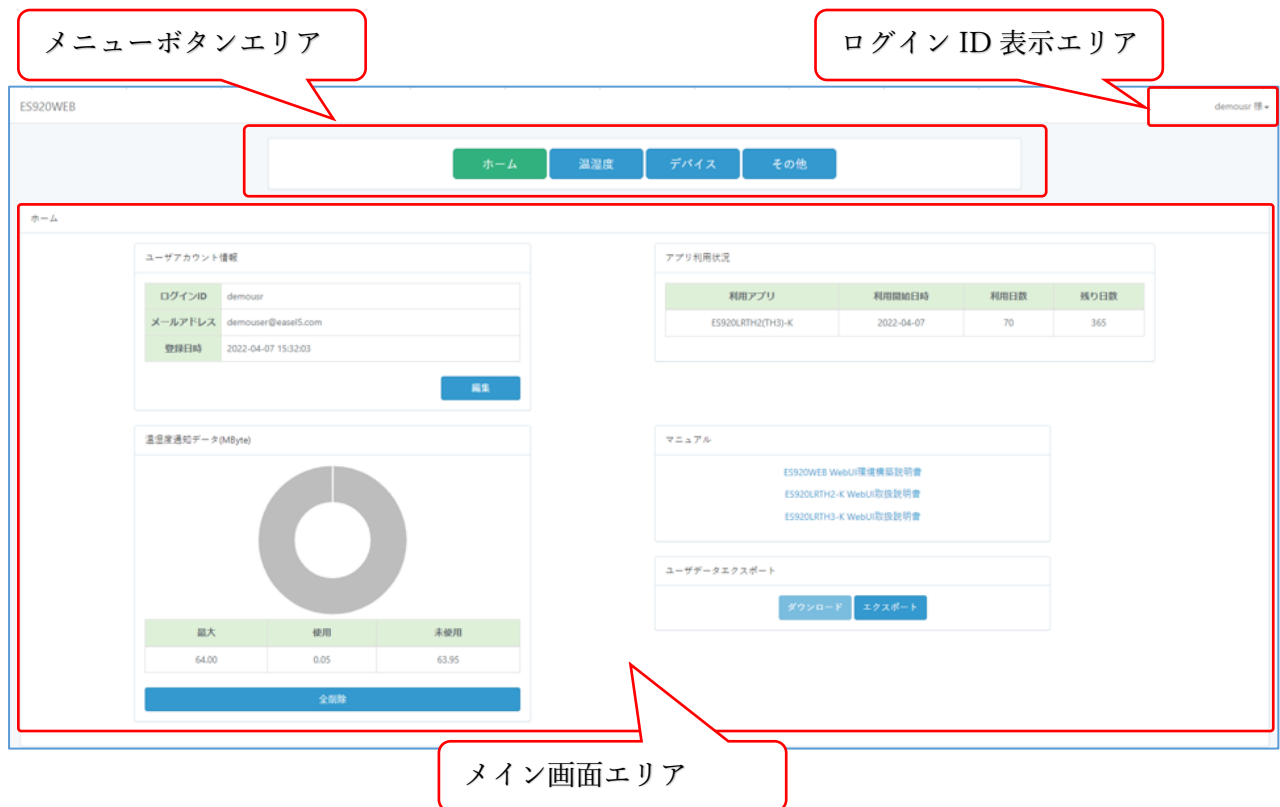 メニューボタンエリア
ログイン ID 表示エリア
ES920WEB
demousr 様
ホーム 温湿度 デバイス その他
ホーム
ユーザアカウント情報
ログインID demousr
メールアドレス demouser@easel5.com
登録日時 2022-04-07 15:32:03
編集
アプリ利用状況
利用アプリ 利用開始日時 利用日数 残り日数
ES920LRTH2(TH3)-K 2022-04-07 70 365
温湿度通知データ(MByte)
最大 使用 未使用
64.00 0.05 63.95
全削除
マニュアル
ES920WEB WebUI環境構築説明書
ES920LRTH2-K WebUI取扱説明書
ES920LRTH3-K WebUI取扱説明書
ユーザデータエクスポート
ダウンロード エクスポート
メイン画面エリア